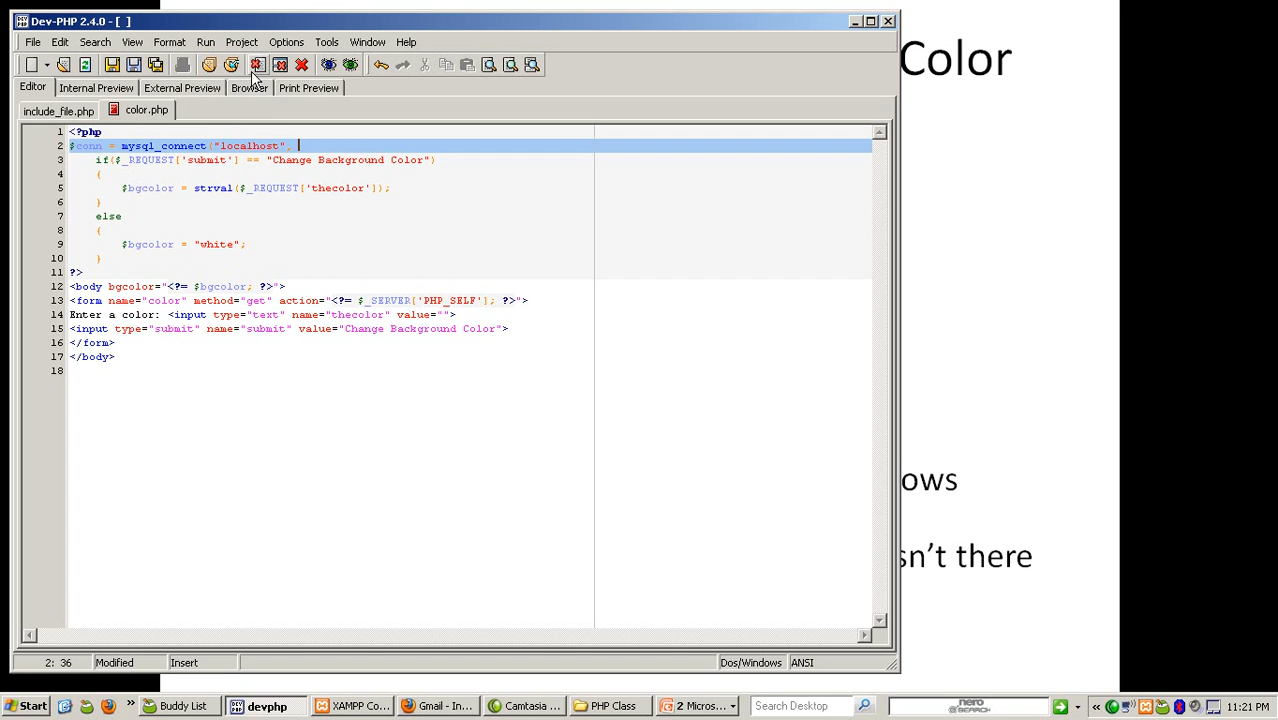 Dev-PHP 2.4.0 - [ ]
File Edit Search View Format Run Project Options Tools Window Help
Editor Internal Preview External Preview Browser Print Preview
include_file.php color.php
1 <?php
2 $conn = mysql_connect("localhost",
3 if($_REQUEST['submit'] == "Change Background Color")
4 {
5 $bgcolor = strval($_REQUEST['thecolor']);
6 }
7 else
8 {
9 $bgcolor = "white";
10 }
11 ?>
12 <body bgcolor="<?= $bgcolor; ?>">
13 <form name="color" method="get" action="<?= $_SERVER['PHP_SELF']; ?>">
14 Enter a color: <input type="text" name="thecolor" value="">
15 <input type="submit" name="submit" value="Change Background Color">
16 </form>
17 </body>
18
2: 36 Modified Insert Dos/Windows ANSI
Color
ows
sn't there
Start Buddy List devphp XAMPP Co... Gmail - In... Camtasia ... PHP Class 2 Micros... Search Desktop nero SEARCH 11:21 PM